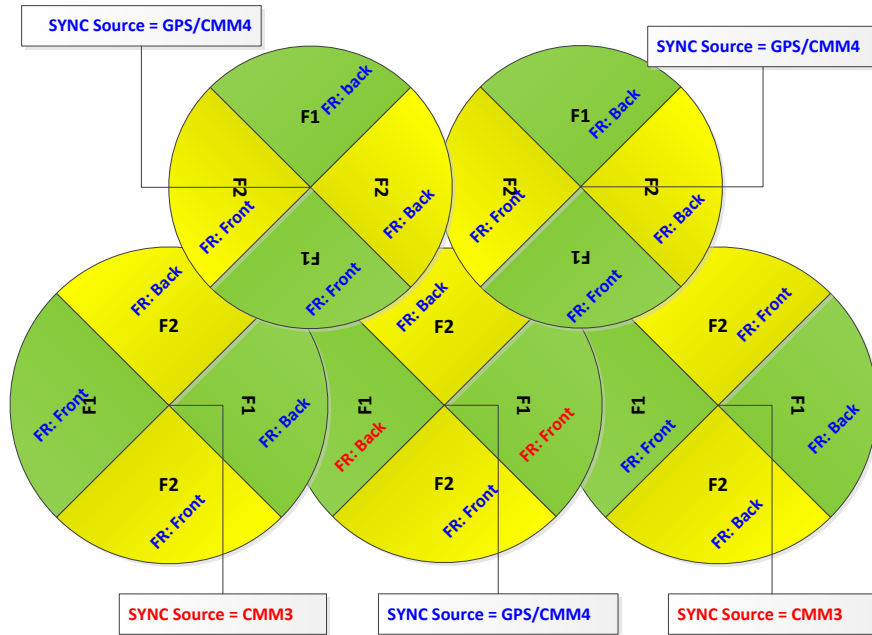 SYNC Source = GPS/CMM4
SYNC Source = GPS/CMM4
F1
FR: back
F2
FR: Front
F2
FR: Back
F1
FR: Front
F1
FR: Back
F2
FR: Front
F2
FR: Back
F1
FR: Front
FR: Back
F2
F1
FR: Front
F1
FR: Back
F2
FR: Front
FR: Back
F2
F1
FR: Back
F1
FR: Front
F2
FR: Front
F2
FR: Front
F1
FR: Front
F1
FR: Back
F2
FR: Back
SYNC Source = CMM3
SYNC Source = GPS/CMM4
SYNC Source = CMM3